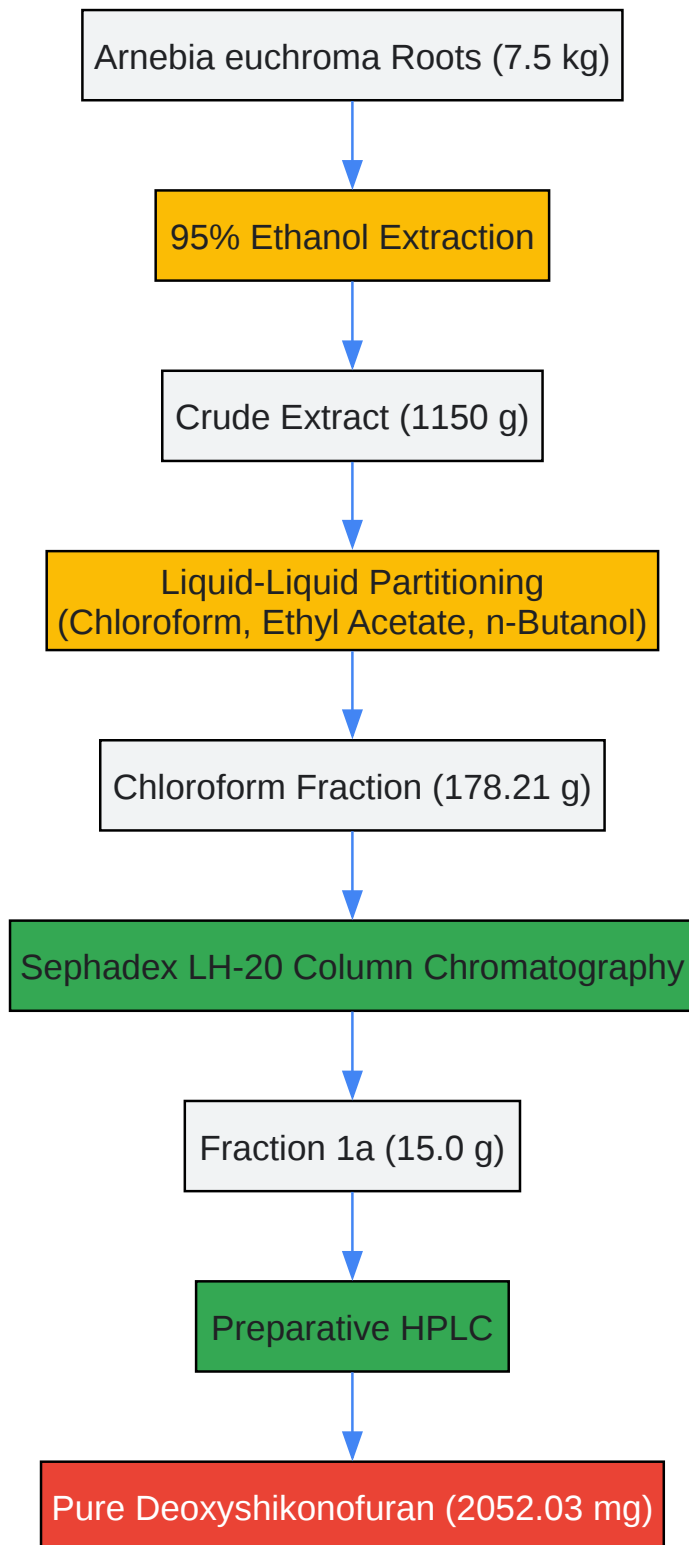 Arnebia euchroma Roots (7.5 kg)
95% Ethanol Extraction
Crude Extract (1150 g)
Liquid-Liquid Partitioning
(Chloroform, Ethyl Acetate, n-Butanol)
Chloroform Fraction (178.21 g)
Sephadex LH-20 Column Chromatography
Fraction 1a (15.0 g)
Preparative HPLC
Pure Deoxyshikonofuran (2052.03 mg)